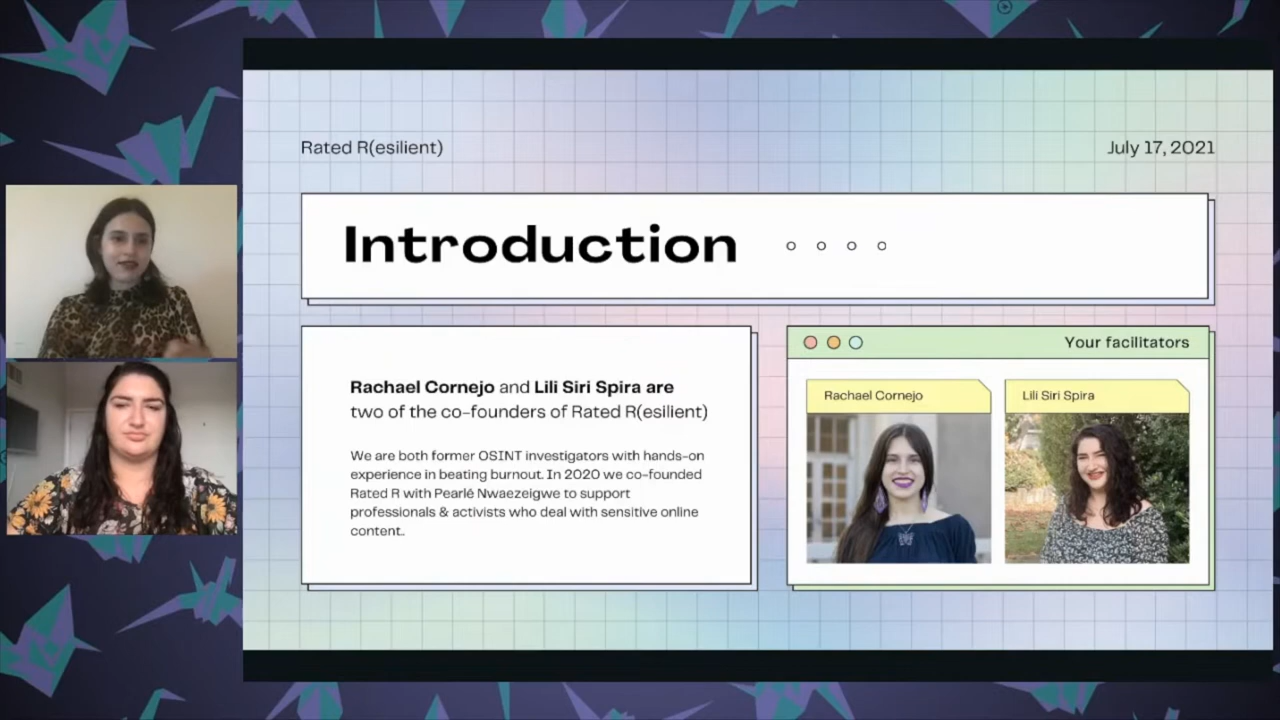 Rated R(esilient)
July 17, 2021
Introduction
Rachael Cornejo and Lili Siri Spira are
two of the co-founders of Rated R(esilient)
We are both former OSINT investigators with hands-on
experience in beating burnout. In 2020 we co-founded
Rated R with Pearlé Nwaezeigwe to support
professionals & activists who deal with sensitive online
content..
Your facilitators
Rachael Cornejo
Lili Siri Spira